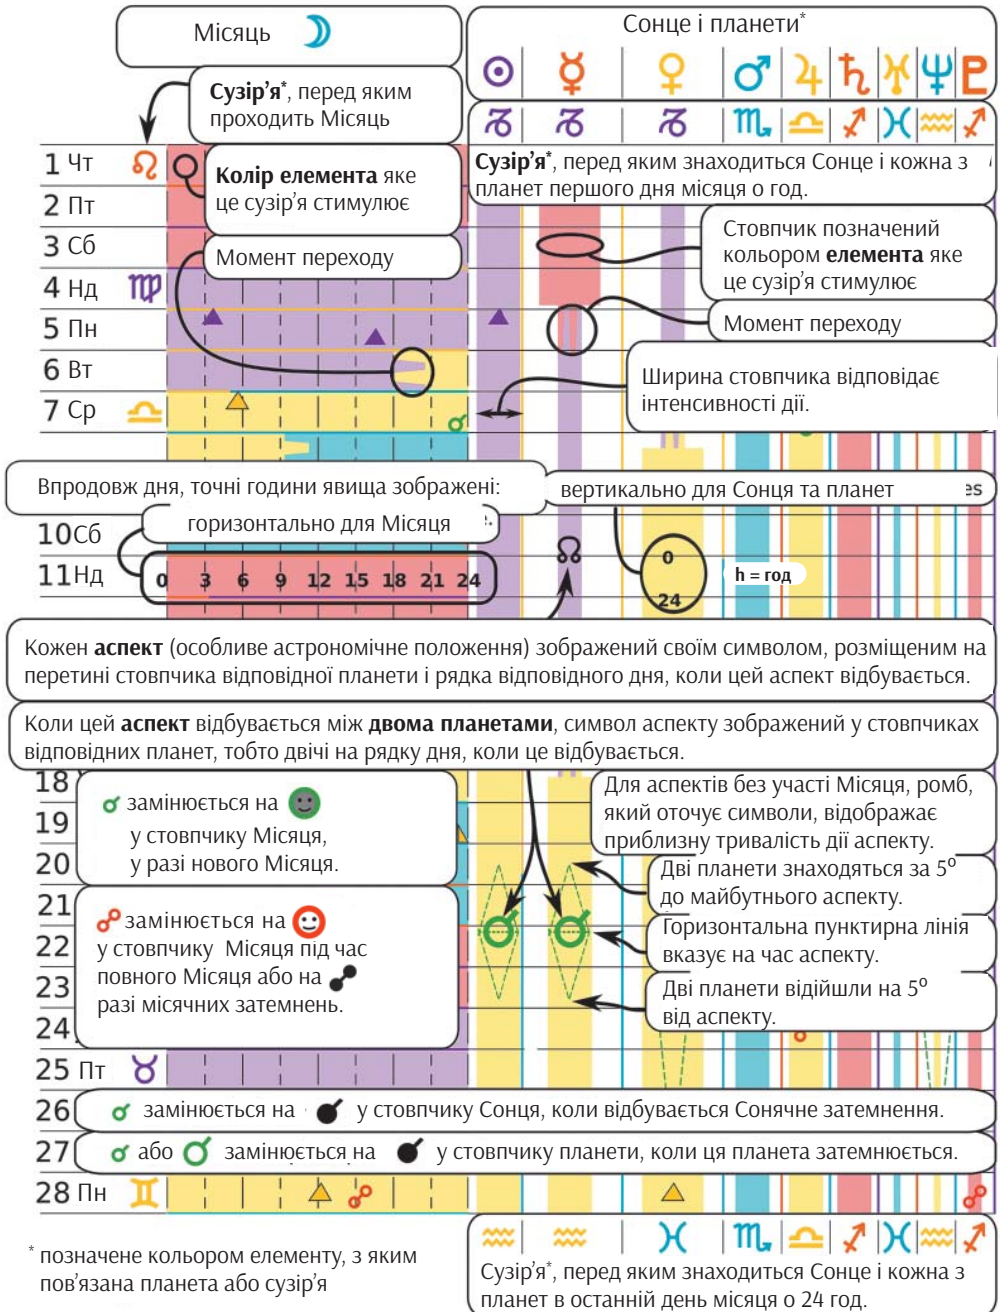 Місяць
Сонце і планети*
Сузір’я*, перед яким
проходить Місяць
1 Чт
Колір елемента яке
це сузір’я стимулює
Сузір’я*, перед яким знаходиться Сонце і кожна з
планет першого дня місяця о год.
2 Пт
Стовпчик позначений
кольором елемента яке
це сузір’я стимулює
3 Сб
Момент переходу
4 Нд
5 Пн
Момент переходу
6 Вт
Ширина стовпчика відповідає
інтенсивності дії.
7 Ср
Впродовж дня, точні години явища зображені:
вертикально для Сонця та планет
es
горизонтально для Місяця
10 Сб
11 Нд
0 3 6 9 12 15 18 21 24
0
24
h = год
Кожен аспект (особливе астрономічне положення) зображений своїм символом, розміщеним на
перетині стовпчика відповідної планети і рядка відповідного дня, коли цей аспект відбувається.
Коли цей аспект відбувається між двома планетами, символ аспекту зображений у стовпчиках
відповідних планет, тобто двічі на рядку дня, коли це відбувається.
18
замінюється на
у стовпчику Місяця,
у разі нового Місяця.
Для аспектів без участі Місяця, ромб,
який оточує символи, відображає
приблизну тривалість дії аспекту.
19
20
Дві планети знаходяться за 5º
до майбутнього аспекту.
21
замінюється на
у стовпчику Місяця під час
повного Місяця або на
разі місячних затемнень.
Горизонтальна пунктирна лінія
вказує на час аспекту.
22
23
Дві планети відійшли на 5º
від аспекту.
24
25 Пт
26
замінюється на у стовпчику Сонця, коли відбувається Сонячне затемнення.
27
або замінюється на у стовпчику планети, коли ця планета затемнюється.
28 Пн
* позначене кольором елементу, з яким
пов’язана планета або сузір’я
Сузір’я*, перед яким знаходиться Сонце і кожна з
планет в останній день місяця о 24 год.